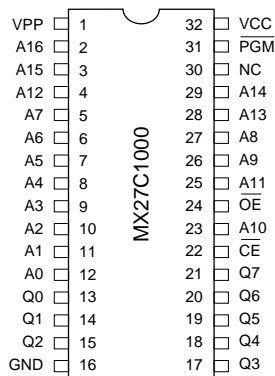 VPP 1 32 VCC
A16 2 31 PGM
A15 3 30 NC
A12 4 29 A14
A7 5 28 A13
A6 6 27 A8
A5 7 26 A9
A4 8 25 A11
A3 9 24 OE
A2 10 23 A10
A1 11 22 CE
A0 12 21 Q7
Q0 13 20 Q6
Q1 14 19 Q5
Q2 15 18 Q4
GND 16 17 Q3
MX27C1000